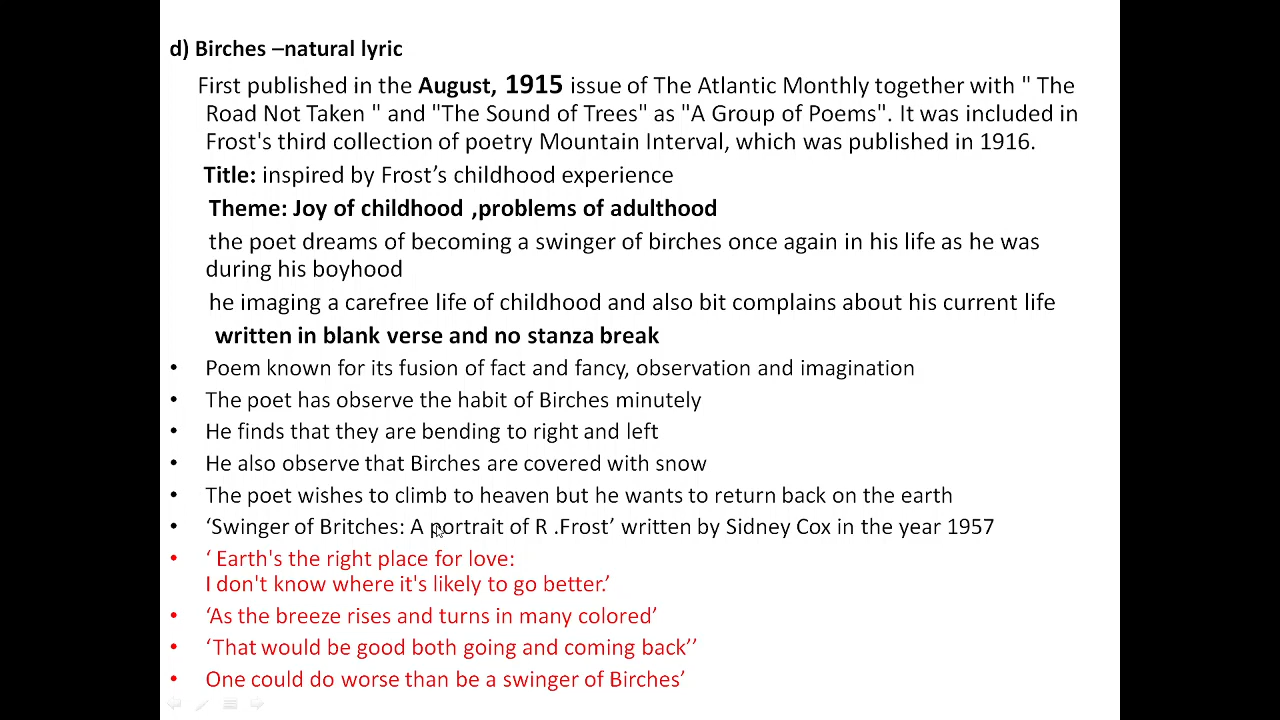 d) Birches –natural lyric
First published in the August, 1915 issue of The Atlantic Monthly together with " The
Road Not Taken " and "The Sound of Trees" as "A Group of Poems". It was included in
Frost's third collection of poetry Mountain Interval, which was published in 1916.
Title: inspired by Frost’s childhood experience
Theme: Joy of childhood ,problems of adulthood
the poet dreams of becoming a swinger of birches once again in his life as he was
during his boyhood
he imaging a carefree life of childhood and also bit complains about his current life
written in blank verse and no stanza break
• Poem known for its fusion of fact and fancy, observation and imagination
• The poet has observe the habit of Birches minutely
• He finds that they are bending to right and left
• He also observe that Birches are covered with snow
• The poet wishes to climb to heaven but he wants to return back on the earth
• ‘Swinger of Britches: A portrait of R .Frost’ written by Sidney Cox in the year 1957
• ‘ Earth's the right place for love:
I don't know where it's likely to go better.’
• ‘As the breeze rises and turns in many colored’
• ‘That would be good both going and coming back’’
• One could do worse than be a swinger of Birches’